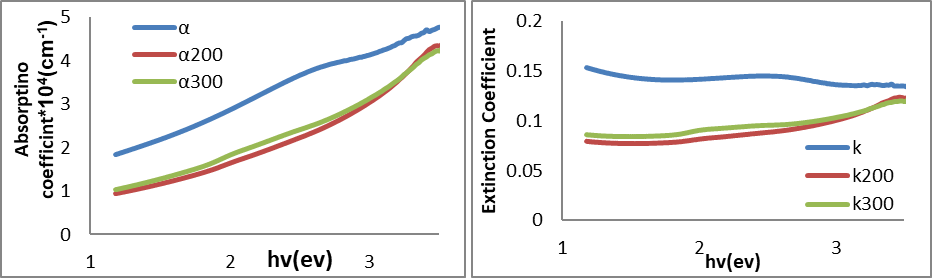 Absorptino
coefficint*10⁴(cm⁻¹)
5
4
3
2
1
0
α
α200
α300
1
2
3
hv(ev)
Extinction Coefficient
0.2
0.15
0.1
0.05
0
k
k200
k300
1
2
3
hv(ev)